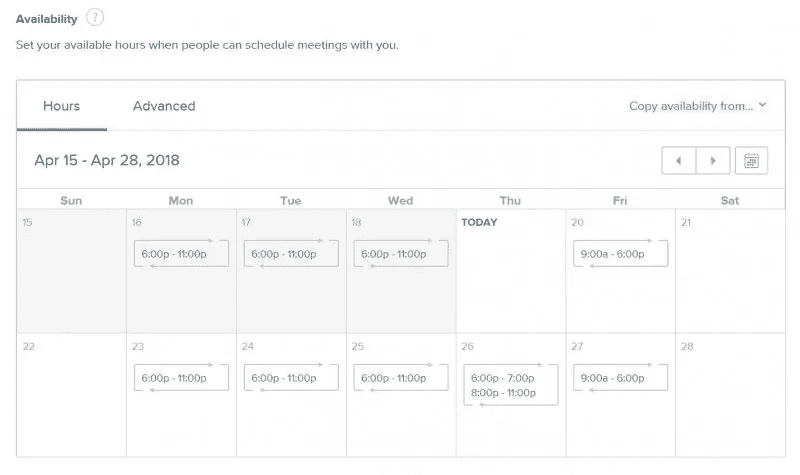 Availability ?
Set your available hours when people can schedule meetings with you.
Hours Advanced Copy availability from...
Apr 15 - Apr 28, 2018
Sun Mon Tue Wed Thu Fri Sat
15 16 17 18 TODAY 20 21
6:00p - 11:00p 6:00p - 11:00p 6:00p - 11:00p 9:00a - 6:00p
22 23 24 25 26 27 28
6:00p - 11:00p 6:00p - 11:00p 6:00p - 11:00p 6:00p - 7:00p 9:00a - 6:00p
8:00p - 11:00p